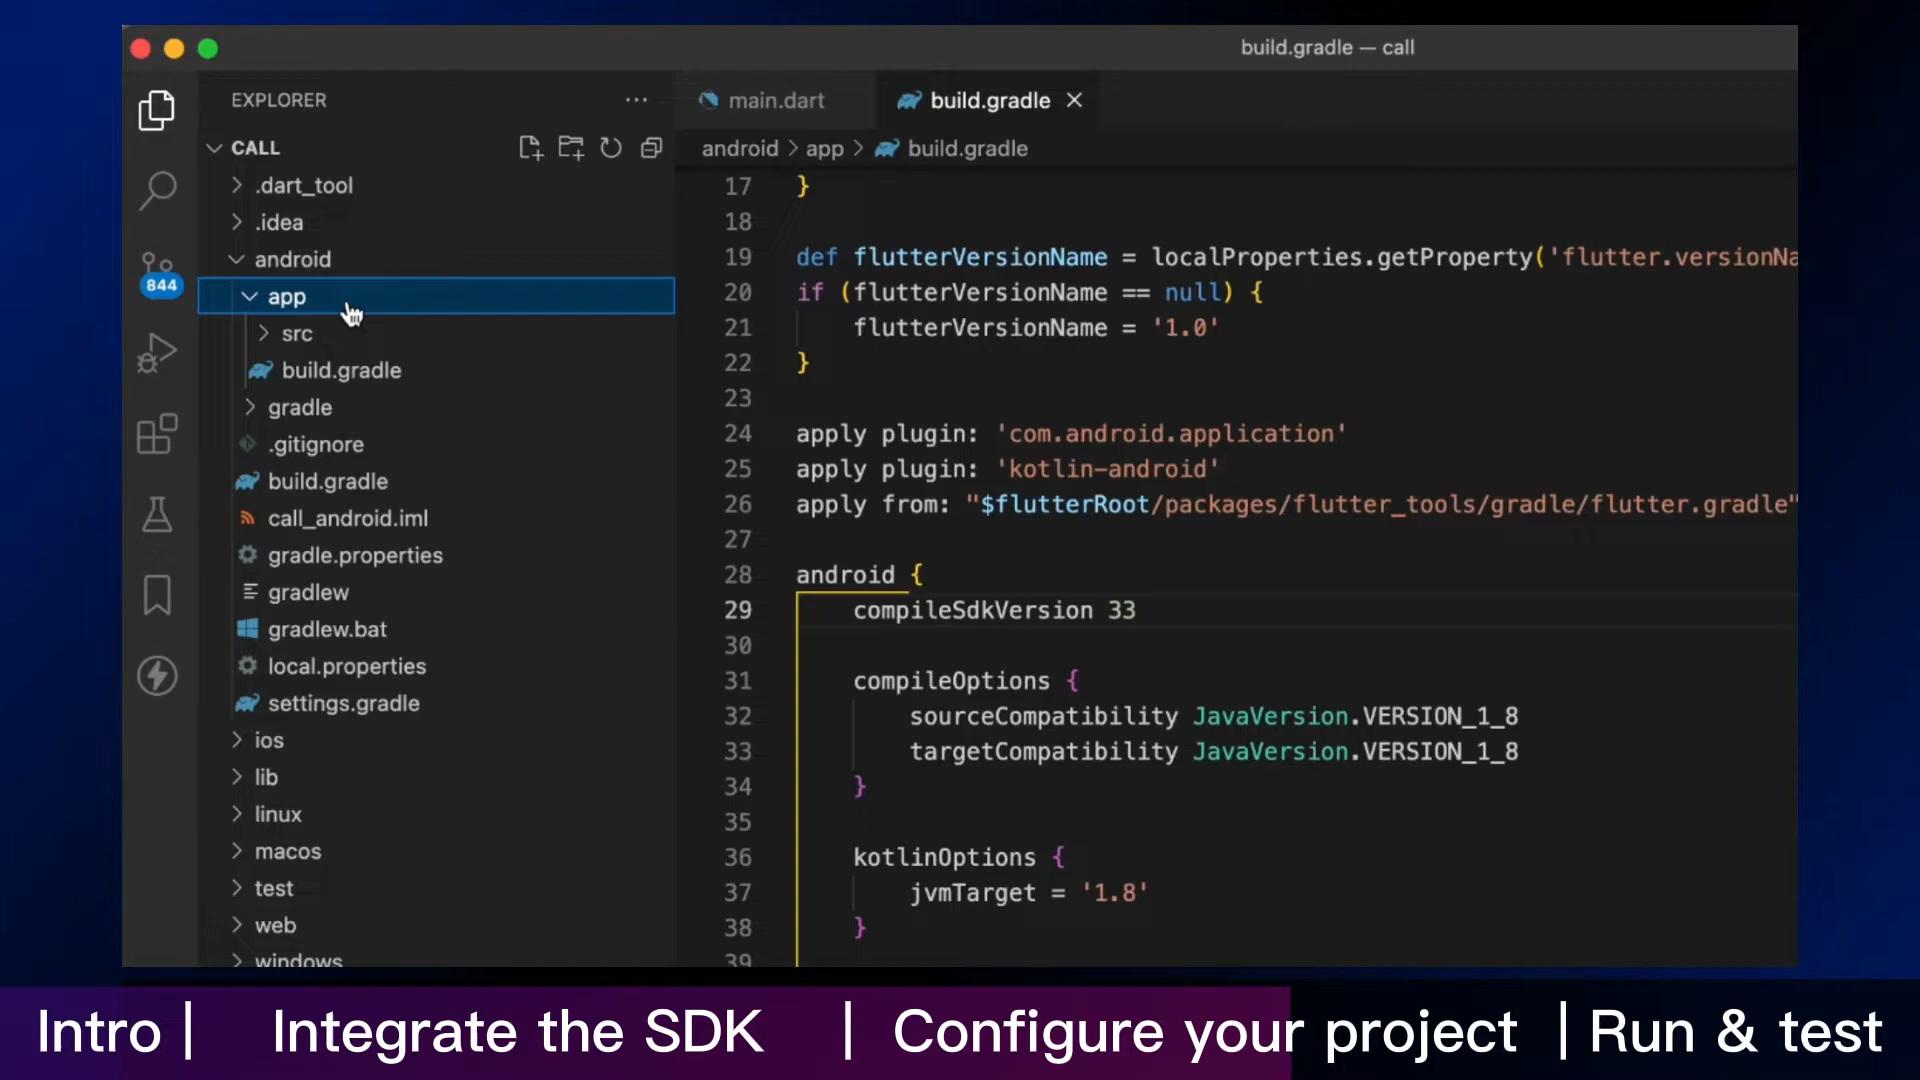 build.gradle — call
EXPLORER
CALL
.dart_tool
.idea
android
app
src
build.gradle
gradle
.gitignore
build.gradle
call_android.iml
gradle.properties
gradlew
gradlew.bat
local.properties
settings.gradle
ios
lib
linux
macos
test
web
windows
844
main.dart
build.gradle
android > app > build.gradle
17 }
18
19 def flutterVersionName = localProperties.getProperty('flutter.versionNa
20 if (flutterVersionName == null) {
21 flutterVersionName = '1.0'
22 }
23
24 apply plugin: 'com.android.application'
25 apply plugin: 'kotlin-android'
26 apply from: "$flutterRoot/packages/flutter_tools/gradle/flutter.gradle"
27
28 android {
29 compileSdkVersion 33
30
31 compileOptions {
32 sourceCompatibility JavaVersion.VERSION_1_8
33 targetCompatibility JavaVersion.VERSION_1_8
34 }
35
36 kotlinOptions {
37 jvmTarget = '1.8'
38 }
39
Intro | Integrate the SDK | Configure your project | Run & test